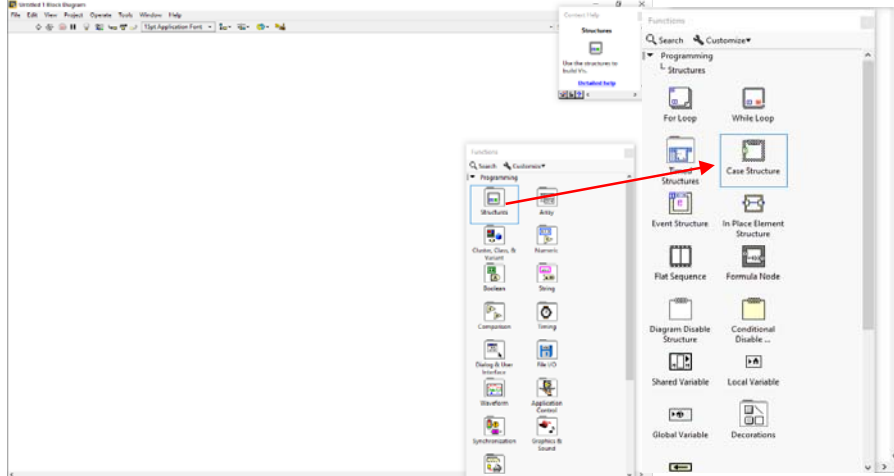 Untitled 1 Block Diagram
File Edit View Project Operate Tools Window Help
13pt Application Font
Context Help
Structures
Use the structures to
build VIs.
Detailed help
Functions
Search Customize
Programming
Structures
Array
Cluster, Class, &
Variant
Numeric
Boolean
String
Comparison
Timing
Dialog & User
Interface
File I/O
Waveform
Application
Control
Synchronization
Graphics &
Sound
Functions
Search Customize
Programming
Structures
For Loop
While Loop
Timed
Structures
Case Structure
Event Structure
In Place Element
Structure
Flat Sequence
Formula Node
Diagram Disable
Structure
Conditional
Disable ...
Shared Variable
Local Variable
Global Variable
Decorations